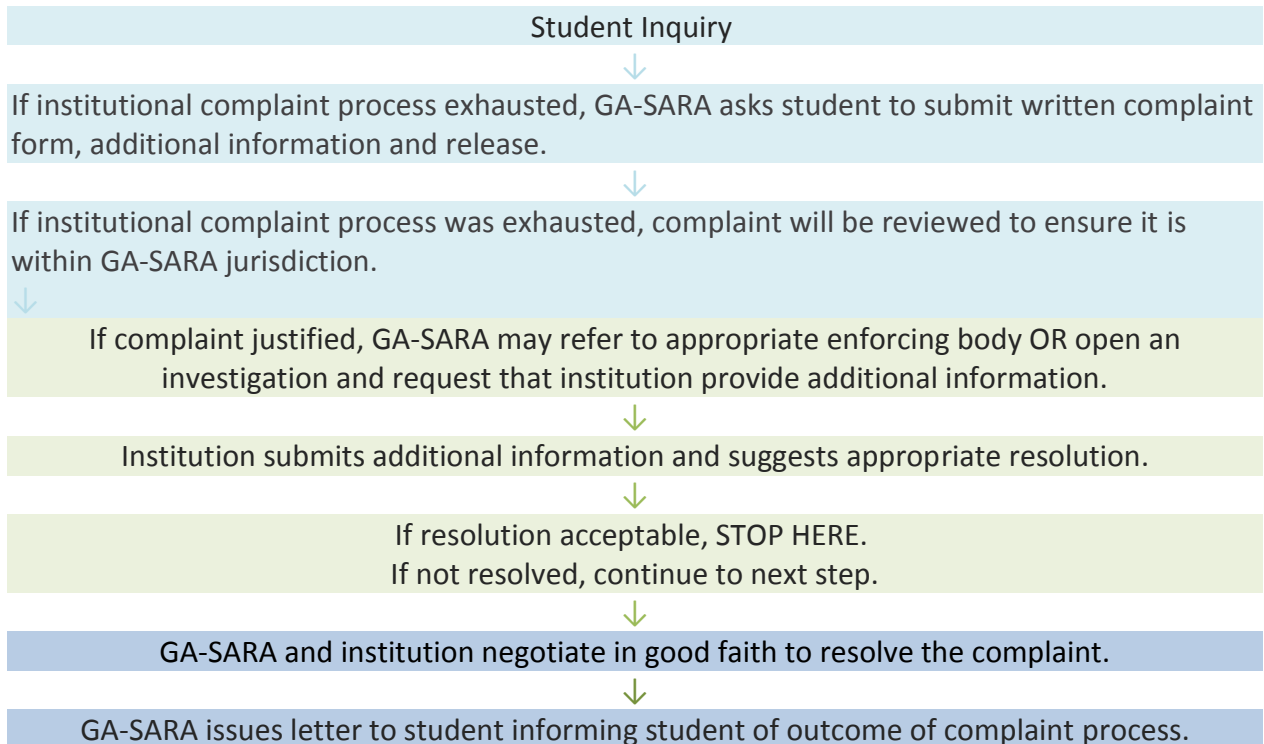 Student Inquiry
↓
If institutional complaint process exhausted, GA-SARA asks student to submit written complaint
form, additional information and release.
↓
If institutional complaint process was exhausted, complaint will be reviewed to ensure it is
within GA-SARA jurisdiction.
↓
If complaint justified, GA-SARA may refer to appropriate enforcing body OR open an
investigation and request that institution provide additional information.
↓
Institution submits additional information and suggests appropriate resolution.
↓
If resolution acceptable, STOP HERE.
If not resolved, continue to next step.
↓
GA-SARA and institution negotiate in good faith to resolve the complaint.
↓
GA-SARA issues letter to student informing student of outcome of complaint process.